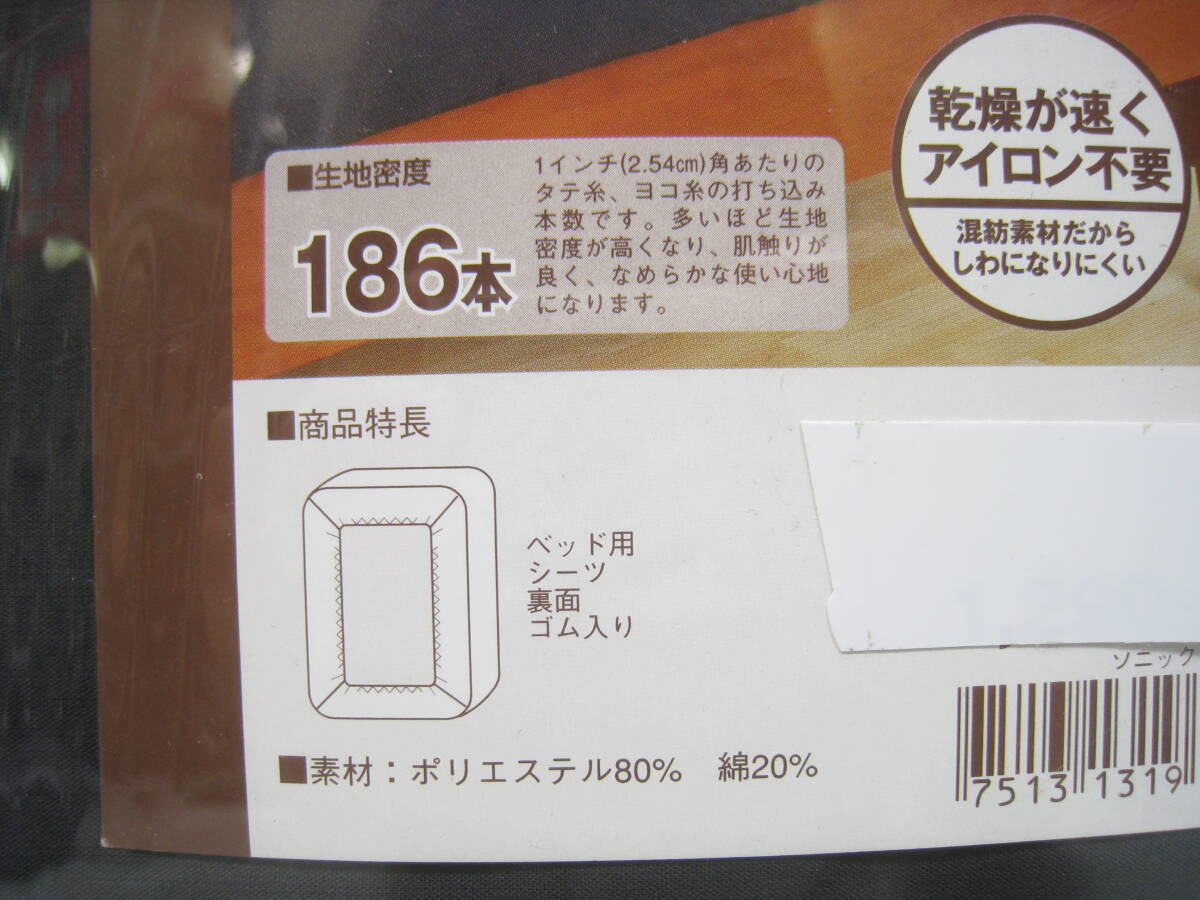 乾燥が速く
アイロン不要
混紡素材だから
しわになりにくい
■生地密度
186本
1インチ(2.54cm)角あたりの
タテ糸、ヨコ糸の打ち込み
本数です。多いほど生地
密度が高くなり、肌触りが
良く、なめらかな使い心地
になります。
■商品特長
ベッド用
シーツ
裏面
ゴム入り
■素材：ポリエステル80% 綿20%
ソニック
7513 1319